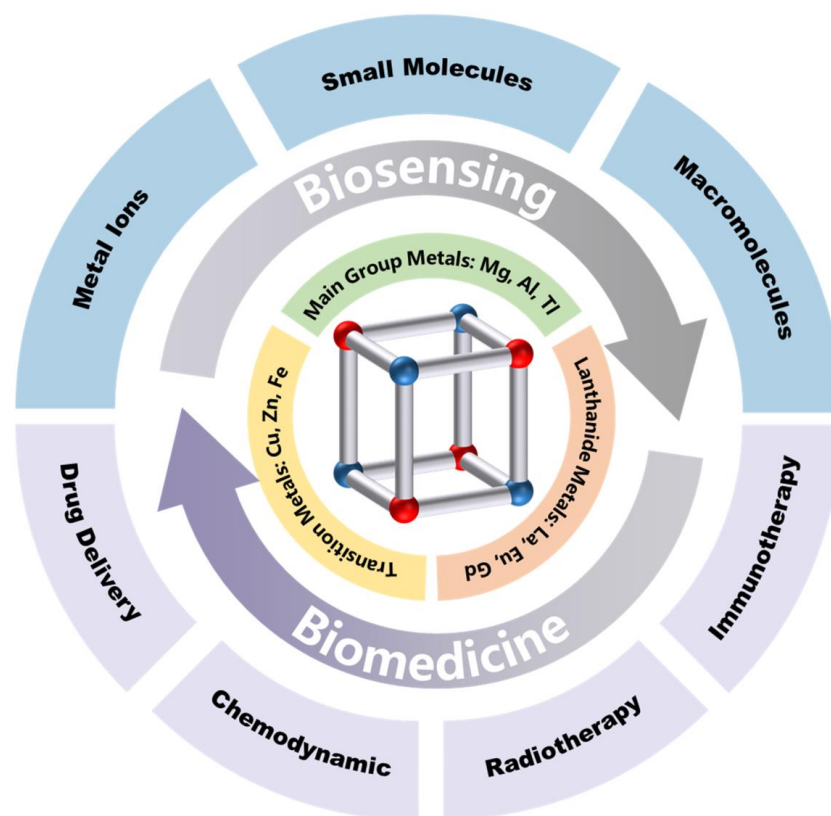 Small Molecules
Metal Ions
Macromolecules
Biosensing
Main Group Metals: Mg, Al, Tl
Transition Metals: Cu, Zn, Fe
Lanthanide Metals: La, Eu, Gd
Biomedicine
Drug Delivery
Chemodynamic
Radiotherapy
Immunotherapy